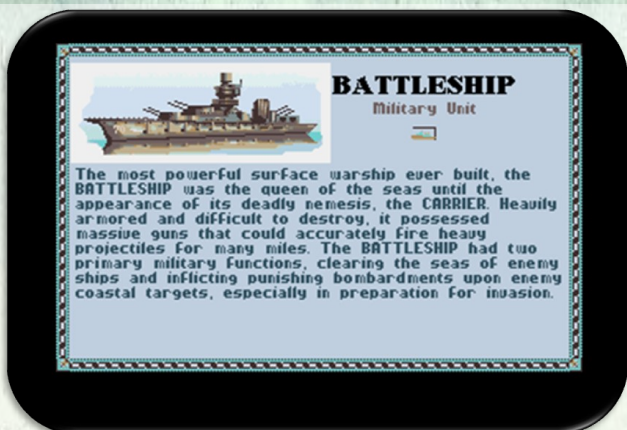 BATTLESHIP
Military Unit
The most powerful surface warship ever built, the
BATTLESHIP was the queen of the seas until the
appearance of its deadly nemesis, the CARRIER. Heavily
armored and difficult to destroy, it possessed
massive guns that could accurately fire heavy
projectiles for many miles. The BATTLESHIP had two
primary military functions, clearing the seas of enemy
ships and inflicting punishing bombardments upon enemy
coastal targets, especially in preparation for invasion.